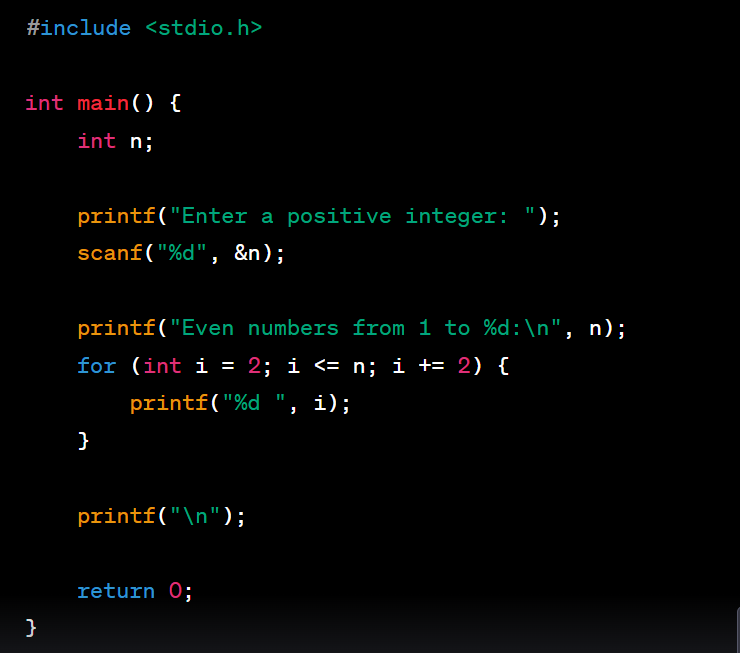 #include <stdio.h>
int main() {
    int n;
    printf("Enter a positive integer: ");
    scanf("%d", &n);
    printf("Even numbers from 1 to %d:\n", n);
    for (int i = 2; i <= n; i += 2) {
        printf("%d ", i);
    }
    printf("\n");
    return 0;
}